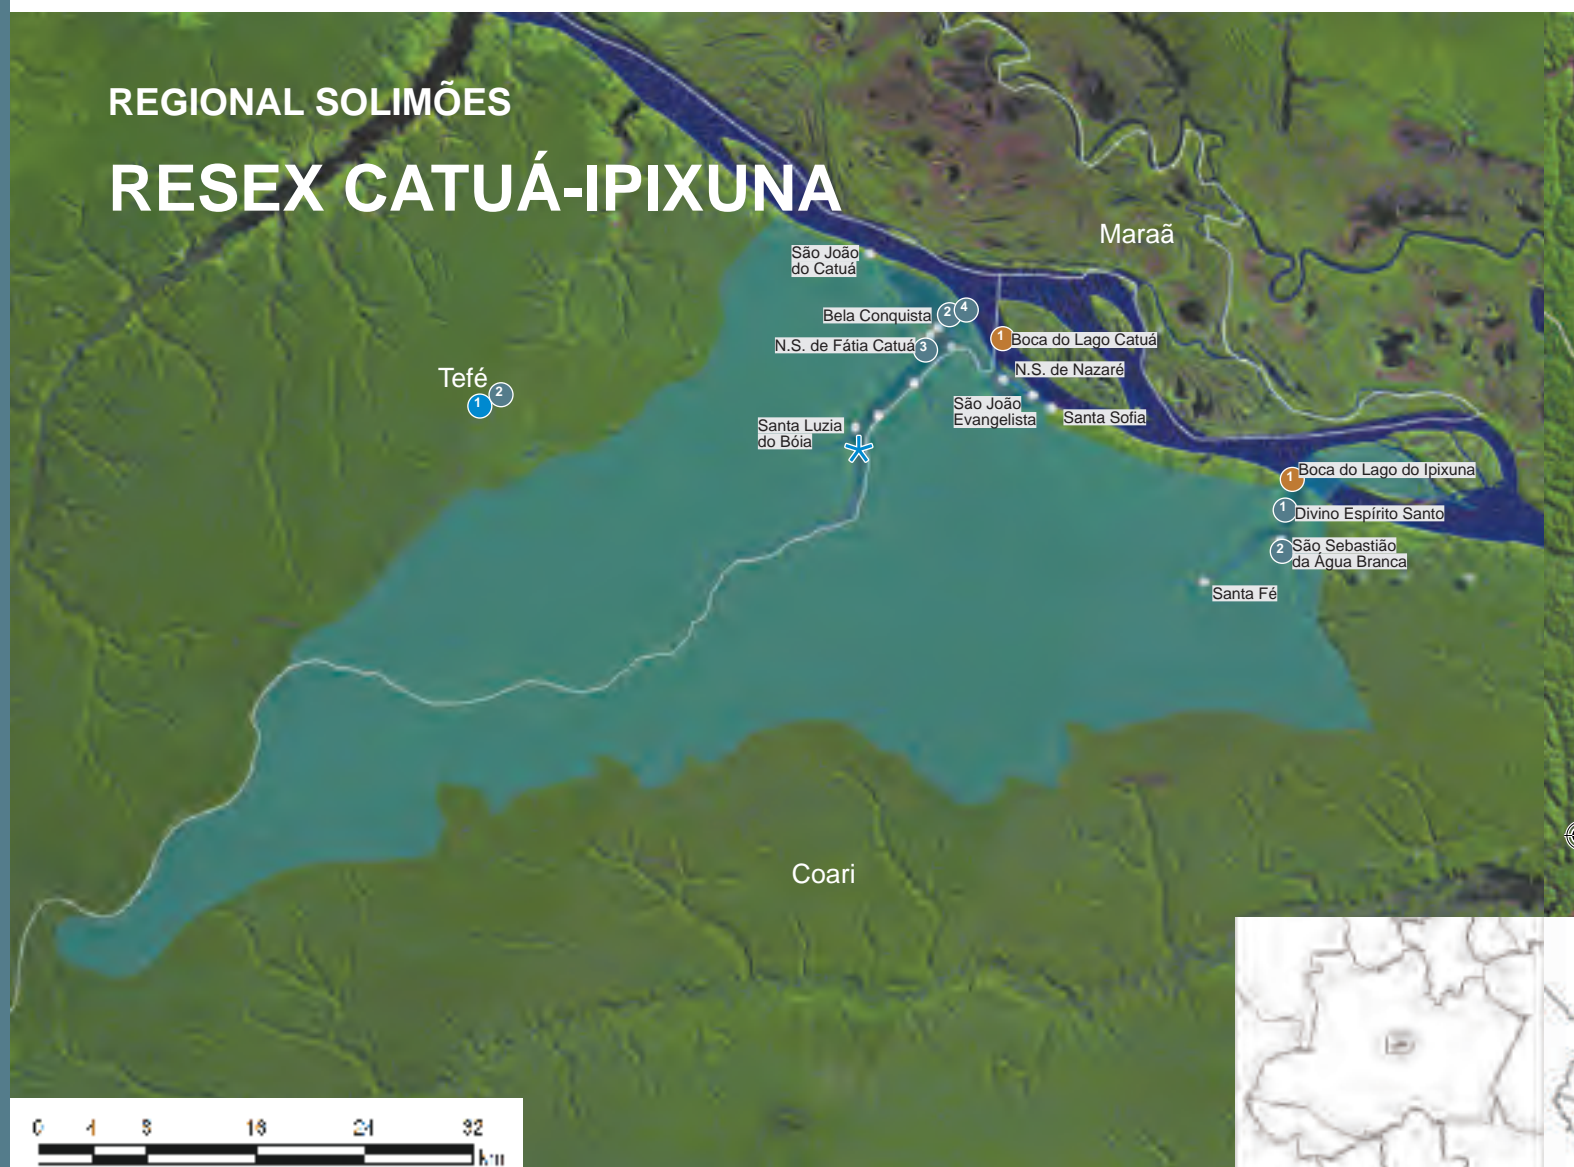 REGIONAL SOLIMÕES
RESEX CATUÁ-IPIXUNA
Maraã
São João
do Catuá
Bela Conquista
2
4
N.S. de Fátia Catuá
3
1
Boca do Lago Catuá
N.S. de Nazaré
Tefé
1
2
São João
Evangelista
Santa Sofia
Santa Luzia
do Bóia
1
Boca do Lago do Ipixuna
1
Divino Espírito Santo
2
São Sebastião
da Água Branca
Santa Fé
Coari
0 4 8 16 24 32
km